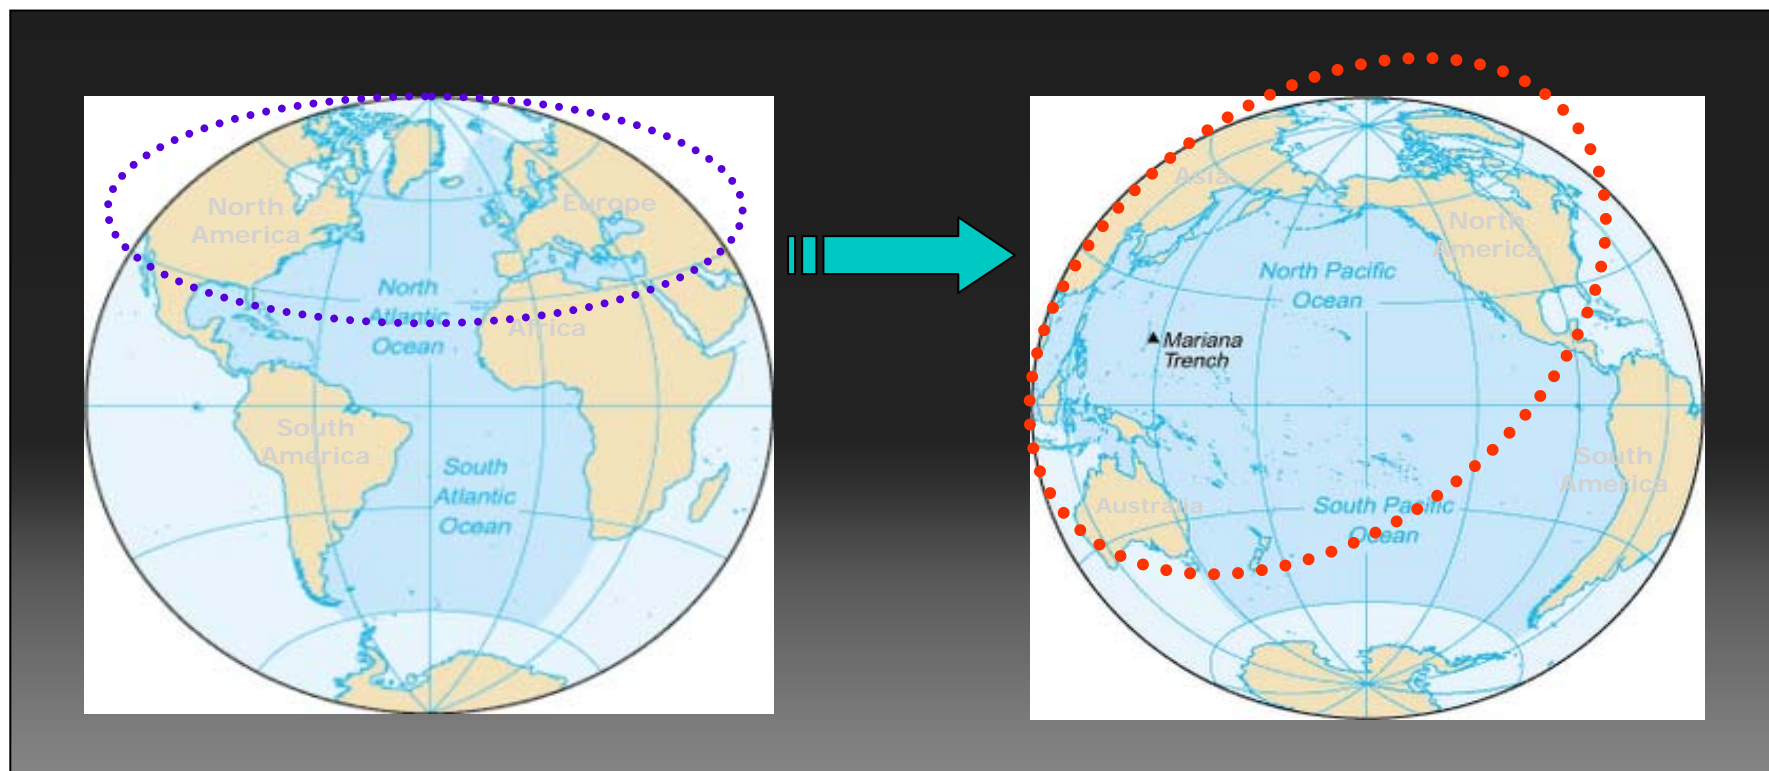 North
America
Europe
North
Atlantic
Ocean
Africa
South
America
South
Atlantic
Ocean
Asia
North
America
North Pacific
Ocean
Mariana
Trench
South
America
Australia
South Pacific
Ocean